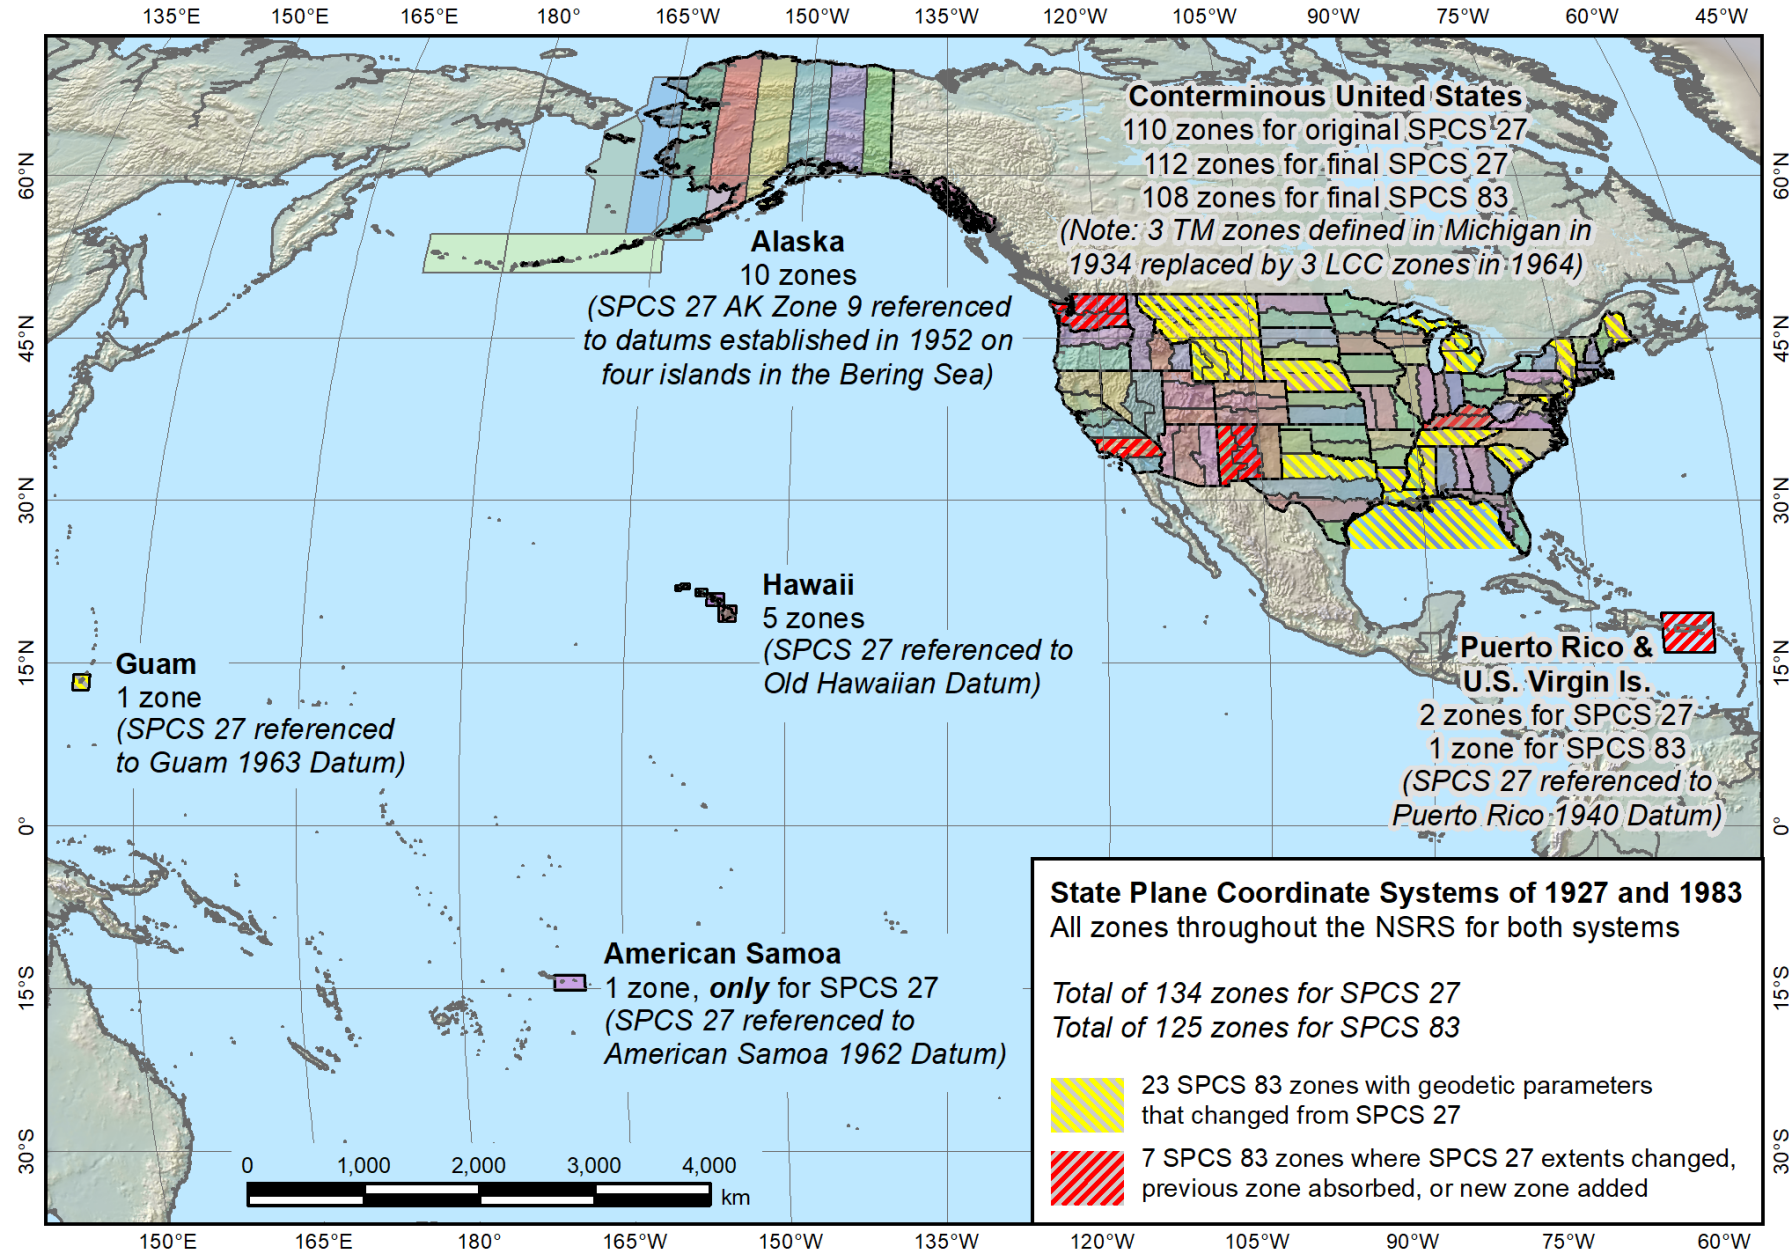 135°E 150°E 165°E 180° 165°W 150°W 135°W 120°W 105°W 90°W 75°W 60°W 45°W
60°N 60°N
45°N 45°N
30°N 30°N
15°N 15°N
0° 0°
15°S 15°S
30°S 30°S
Conterminous United States
110 zones for original SPCS 27
112 zones for final SPCS 27
108 zones for final SPCS 83
(Note: 3 TM zones defined in Michigan in
1934 replaced by 3 LCC zones in 1964)
Alaska
10 zones
(SPCS 27 AK Zone 9 referenced
to datums established in 1952 on
four islands in the Bering Sea)
Hawaii
5 zones
(SPCS 27 referenced to
Old Hawaiian Datum)
Guam
1 zone
(SPCS 27 referenced
to Guam 1963 Datum)
Puerto Rico &
U.S. Virgin Is.
2 zones for SPCS 27
1 zone for SPCS 83
(SPCS 27 referenced to
Puerto Rico 1940 Datum)
American Samoa
1 zone, only for SPCS 27
(SPCS 27 referenced to
American Samoa 1962 Datum)
State Plane Coordinate Systems of 1927 and 1983
All zones throughout the NSRS for both systems
Total of 134 zones for SPCS 27
Total of 125 zones for SPCS 83
23 SPCS 83 zones with geodetic parameters
that changed from SPCS 27
7 SPCS 83 zones where SPCS 27 extents changed,
previous zone absorbed, or new zone added
0 1,000 2,000 3,000 4,000
km
150°E 165°E 180° 165°W 150°W 135°W 120°W 105°W 90°W 75°W 60°W